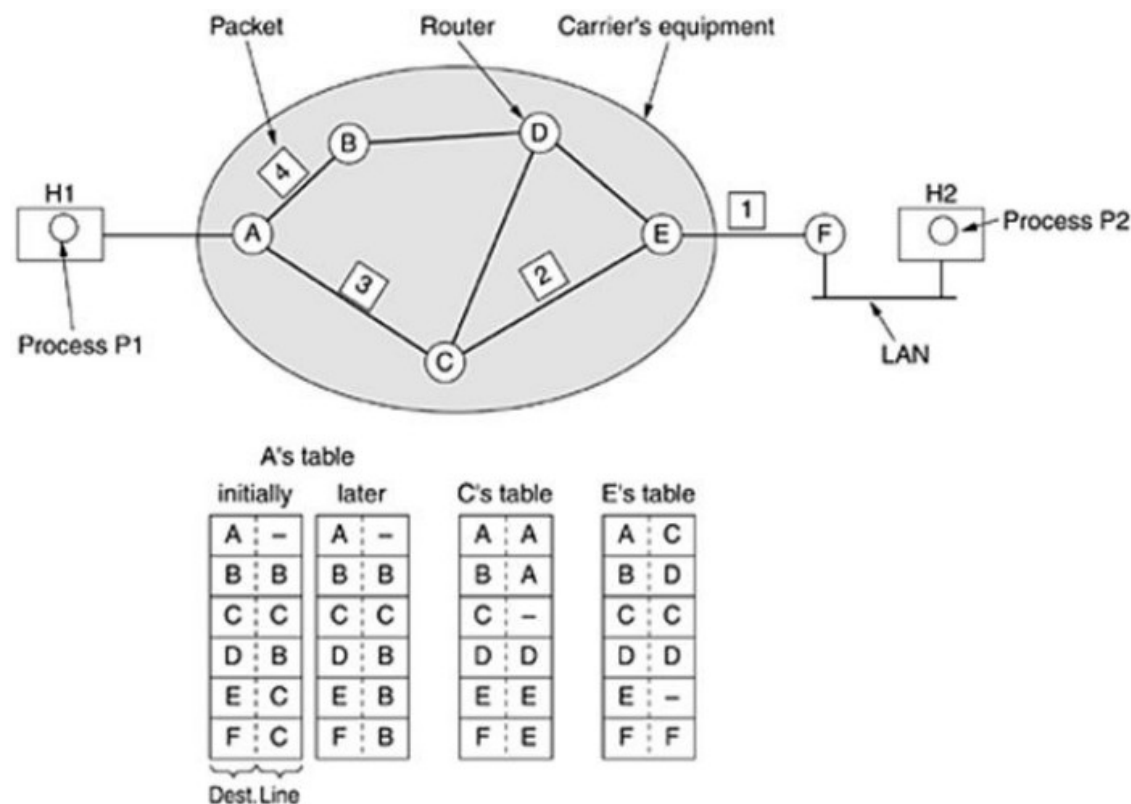 Packet Router Carrier's equipment
B D
4
H1 1 H2
A E F Process P2
3 2
Process P1 C LAN
A's table
initially later C's table E's table
A – A – A A A C
B B B B B A B D
C C C C C – C C
D B D B D D D D
E C E B E E E –
F C F B F E F F
Dest. Line